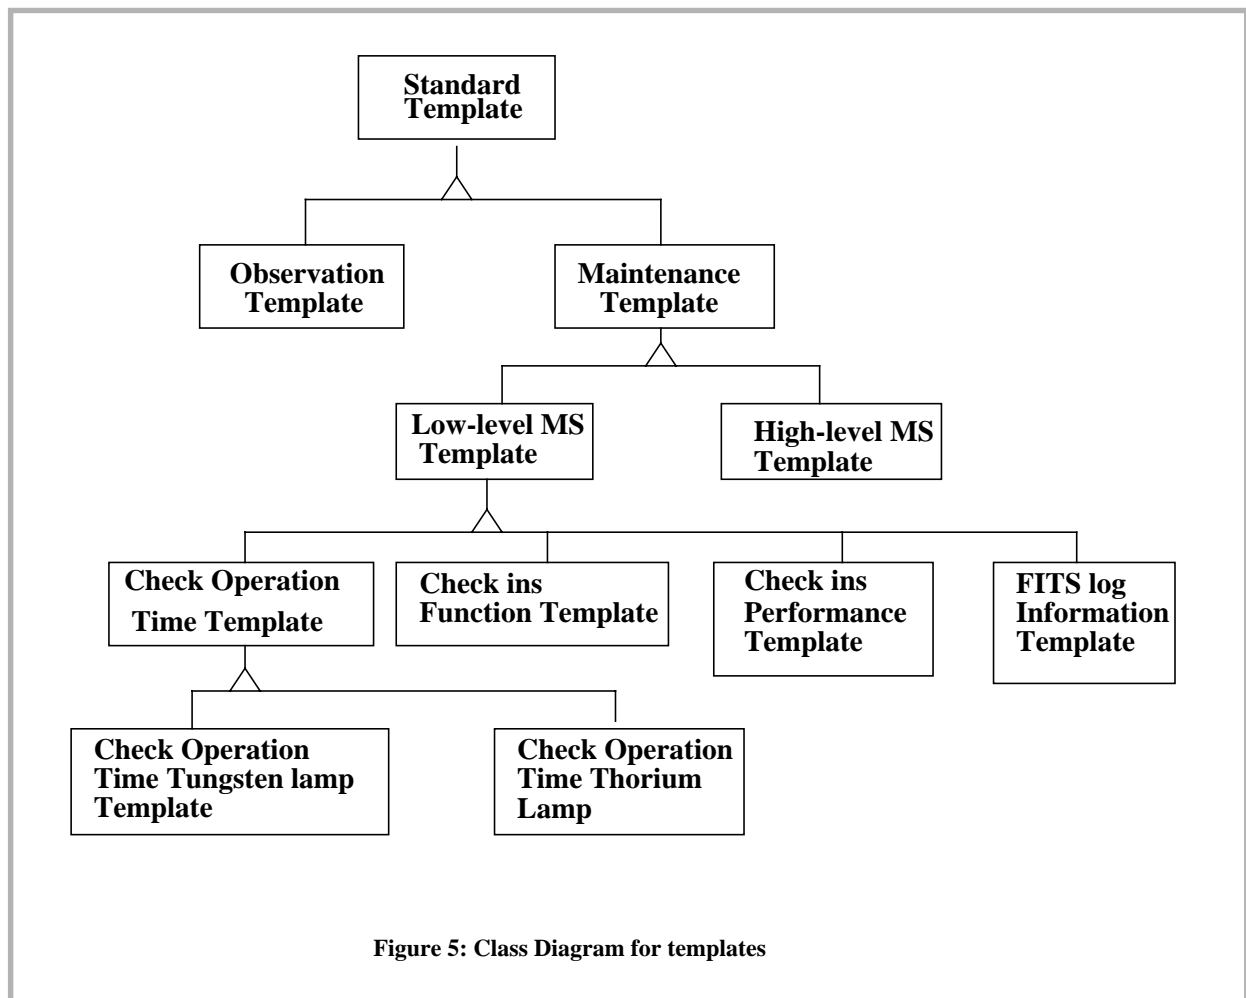 Standard
Template
Observation
Template
Maintenance
Template
Low-level MS
Template
High-level MS
Template
Check Operation
Time Template
Check ins
Function Template
Check ins
Performance
Template
FITS log
Information
Template
Check Operation
Time Tungsten lamp
Template
Check Operation
Time Thorium
Lamp
Figure 5: Class Diagram for templates